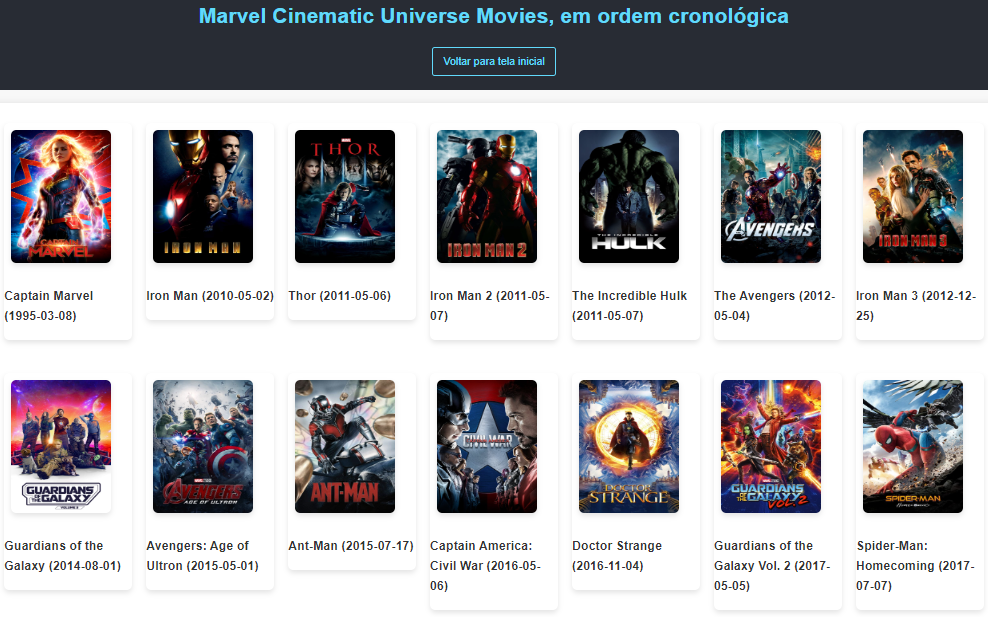 Marvel Cinematic Universe Movies, em ordem cronológica
Voltar para tela inicial
CAPTAIN
MARVEL
IRON MAN
THOR
IRON MAN 2
THE INCREDIBLE
HULK
AVENGERS
IRON MAN 3
Captain Marvel
(1995-03-08)
Iron Man (2010-05-02)
Thor (2011-05-06)
Iron Man 2 (2011-05-
07)
The Incredible Hulk
(2011-05-07)
The Avengers (2012-
05-04)
Iron Man 3 (2012-12-
25)
GUARDIANS
OF THE GALAXY
VOLUME 3
AVENGERS
AGE OF ULTRON
ANT-MAN
CIVIL WAR
DOCTOR
STRANGE
GUARDIANS
OF THE GALAXY
VOL. 2
SPIDER-MAN
HOMECOMING
Guardians of the
Galaxy (2014-08-01)
Avengers: Age of
Ultron (2015-05-01)
Ant-Man (2015-07-17)
Captain America:
Civil War (2016-05-
06)
Doctor Strange
(2016-11-04)
Guardians of the
Galaxy Vol. 2 (2017-
05-05)
Spider-Man:
Homecoming (2017-
07-07)